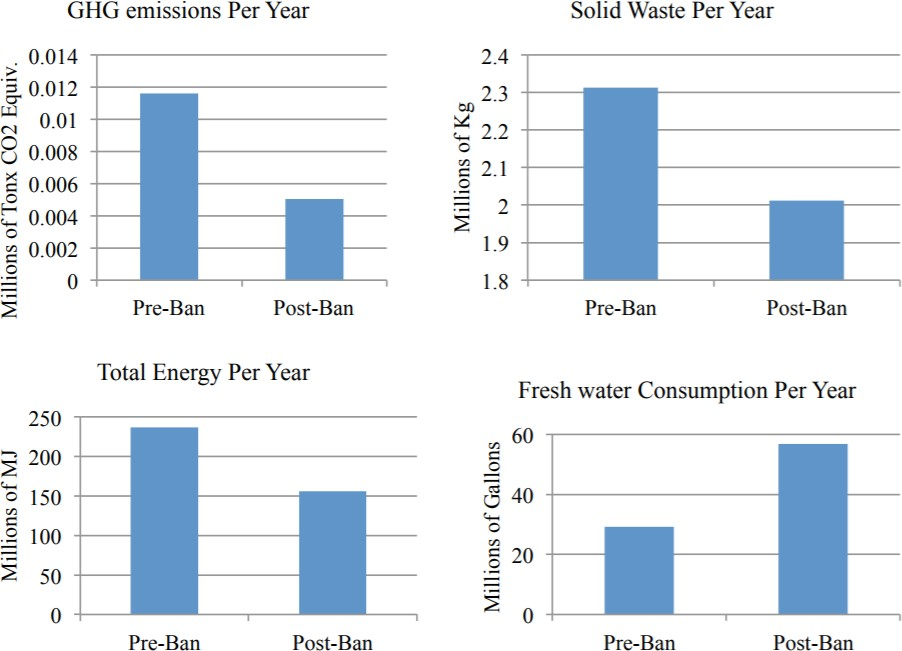 GHG emissions Per Year
Millions of Tonx CO2 Equiv.
0.014
0.012
0.01
0.008
0.006
0.004
0.002
0
Pre-Ban Post-Ban
Solid Waste Per Year
Millions of Kg
2.4
2.3
2.2
2.1
2
1.9
1.8
Pre-Ban Post-Ban
Total Energy Per Year
Millions of MJ
250
200
150
100
50
0
Pre-Ban Post-Ban
Fresh water Consumption Per Year
Millions of Gallons
60
40
20
0
Pre-Ban Post-Ban